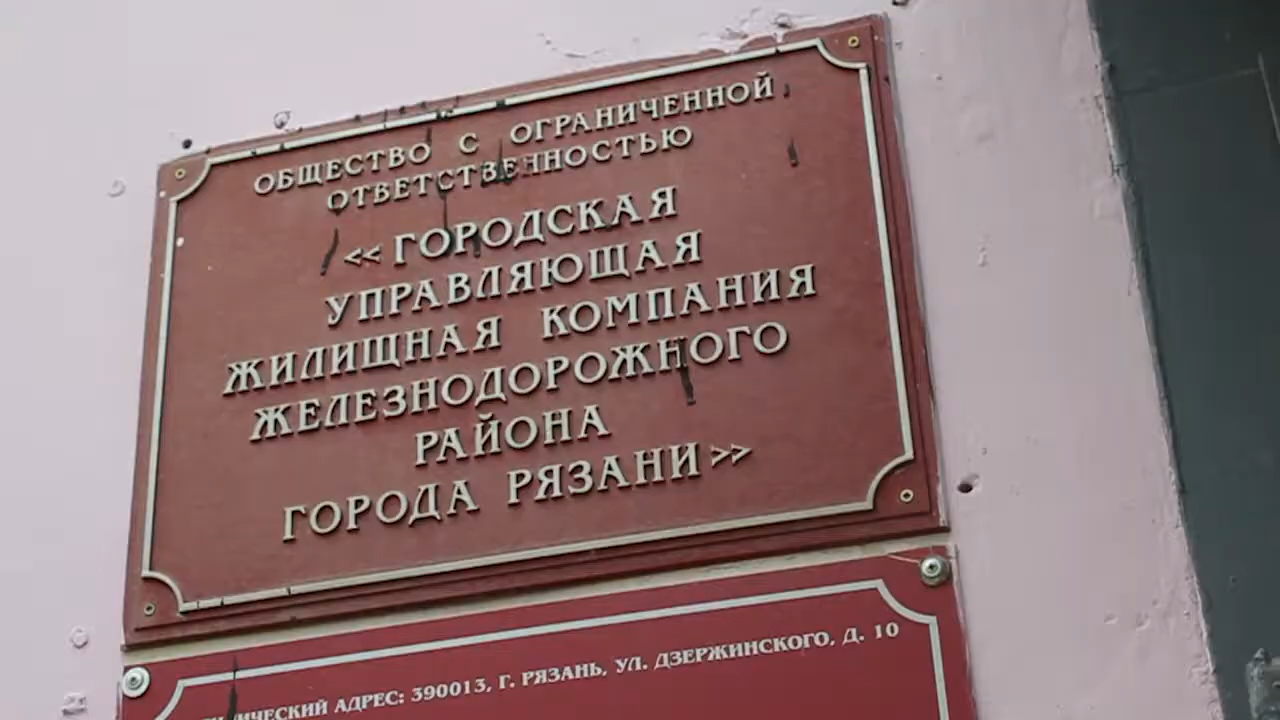 ОБЩЕСТВО С ОГРАНИЧЕННОЙ
ОТВЕТСТВЕННОСТЬЮ
«ГОРОДСКАЯ
УПРАВЛЯЮЩАЯ
ЖИЛИЩНАЯ КОМПАНИЯ
ЖЕЛЕЗНОДОРОЖНОГО
РАЙОНА
ГОРОДА РЯЗАНИ»
АДРЕС: 390013, Г. РЯЗАНЬ, УЛ. ДЗЕРЖИНСКОГО, Д. 10